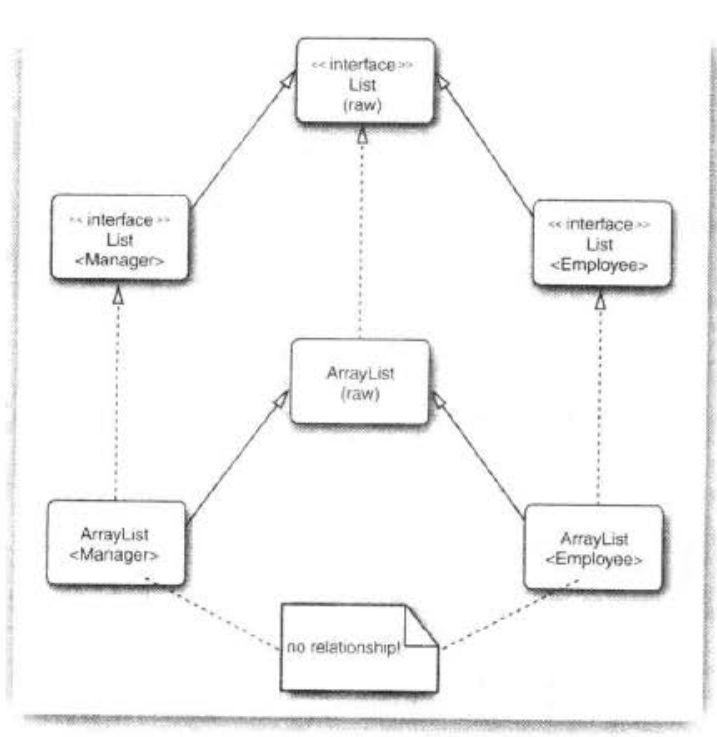 <<interface>>
List
(raw)
<<interface>>
List
<Manager>
<<interface>>
List
<Employee>
ArrayList
(raw)
ArrayList
<Manager>
ArrayList
<Employee>
no relationship!